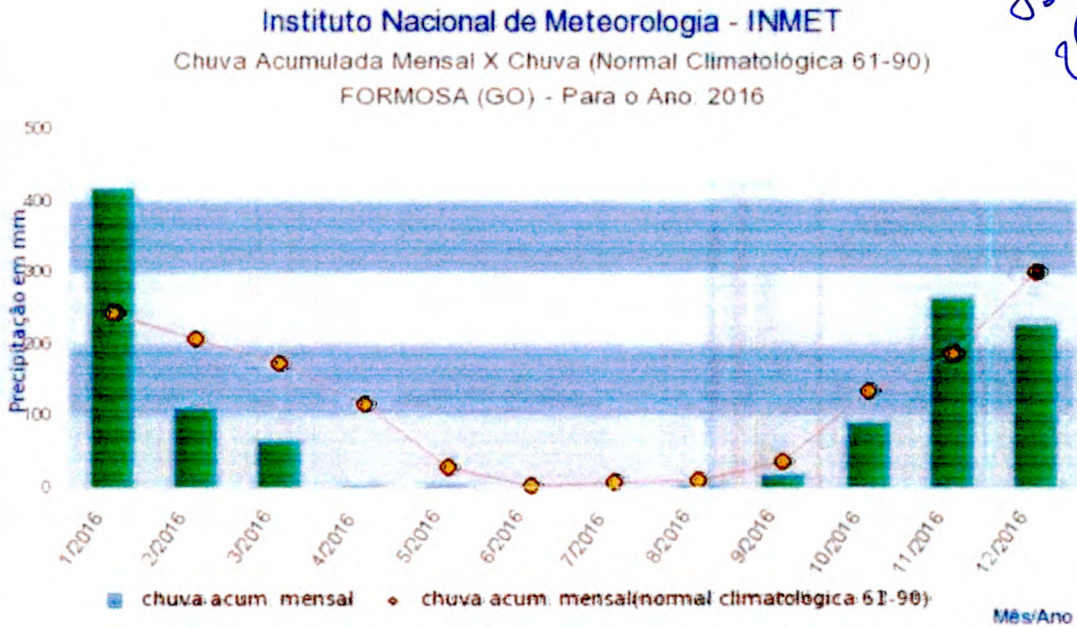 Instituto Nacional de Meteorologia - INMET
Chuva Acumulada Mensal X Chuva (Normal Climatológica 61-90)
FORMOSA (GO) - Para o Ano: 2016
Precipitação em mm
500
400
300
200
100
0
1/2016 2/2016 3/2016 4/2016 5/2016 6/2016 7/2016 8/2016 9/2016 10/2016 11/2016 12/2016
chuva acum. mensal chuva acum. mensal(normal climatológica 61-90)
Mês/Ano